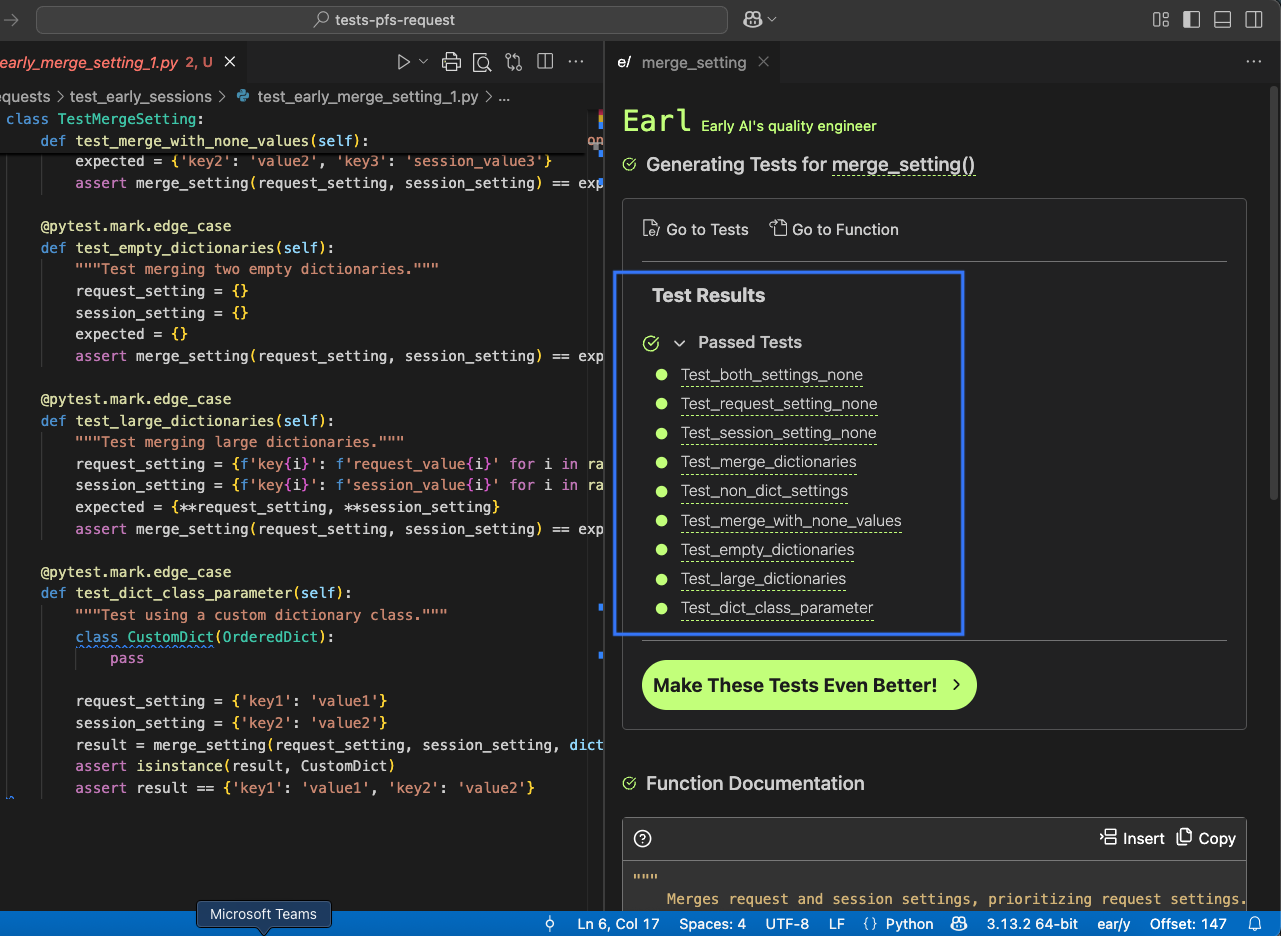 tests-pfs-request
early_merge_setting_1.py 2, U
quests > test_early_sessions > test_early_merge_setting_1.py > ...
class TestMergeSetting:
def test_merge_with_none_values(self):
expected = {'key2': 'value2', 'key3': 'session_value3'}
assert merge_setting(request_setting, session_setting) == exp
@pytest.mark.edge_case
def test_empty_dictionaries(self):
"""Test merging two empty dictionaries."""
request_setting = {}
session_setting = {}
expected = {}
assert merge_setting(request_setting, session_setting) == exp
@pytest.mark.edge_case
def test_large_dictionaries(self):
"""Test merging large dictionaries."""
request_setting = {f'key{i}': f'request_value{i}' for i in ra
session_setting = {f'key{i}': f'session_value{i}' for i in ra
expected = {**request_setting, **session_setting}
assert merge_setting(request_setting, session_setting) == exp
@pytest.mark.edge_case
def test_dict_class_parameter(self):
"""Test using a custom dictionary class."""
class CustomDict(OrderedDict):
pass
request_setting = {'key1': 'value1'}
session_setting = {'key2': 'value2'}
result = merge_setting(request_setting, session_setting, dict
assert isinstance(result, CustomDict)
assert result == {'key1': 'value1', 'key2': 'value2'}
e/ merge_setting
Earl Early AI's quality engineer
Generating Tests for merge_setting()
Go to Tests Go to Function
Test Results
Passed Tests
Test_both_settings_none
Test_request_setting_none
Test_session_setting_none
Test_merge_dictionaries
Test_non_dict_settings
Test_merge_with_none_values
Test_empty_dictionaries
Test_large_dictionaries
Test_dict_class_parameter
Make These Tests Even Better! >
Function Documentation
Insert Copy
"""
Merges request and session settings, prioritizing request settings.
Microsoft Teams
Ln 6, Col 17 Spaces: 4 UTF-8 LF {} Python 3.13.2 64-bit ear/y Offset: 147